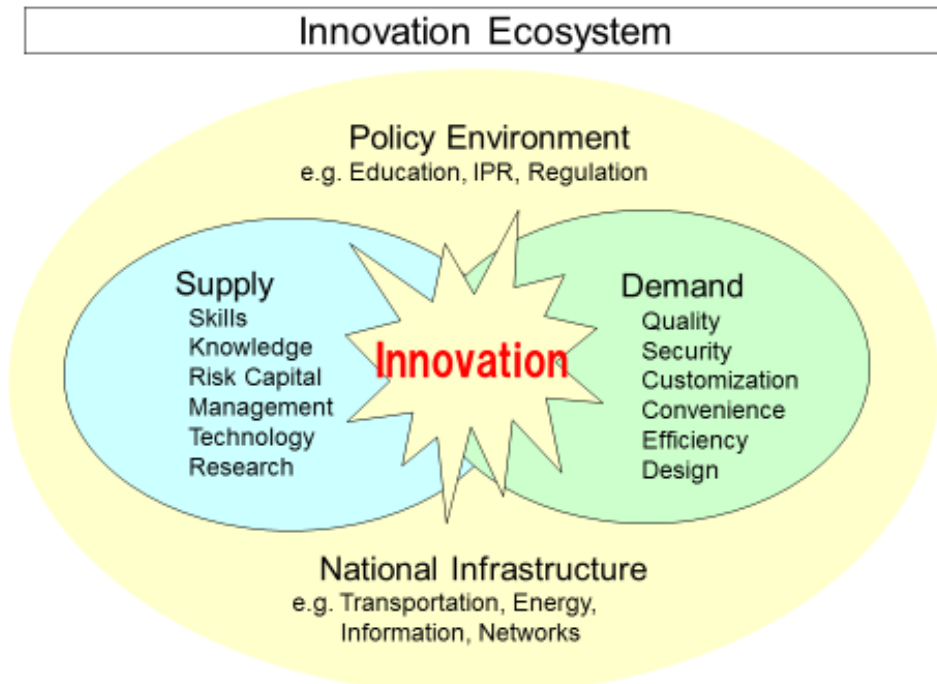 Innovation Ecosystem
Policy Environment
e.g. Education, IPR, Regulation
Supply
Skills
Knowledge
Risk Capital
Management
Technology
Research
Innovation
Demand
Quality
Security
Customization
Convenience
Efficiency
Design
National Infrastructure
e.g. Transportation, Energy,
Information, Networks